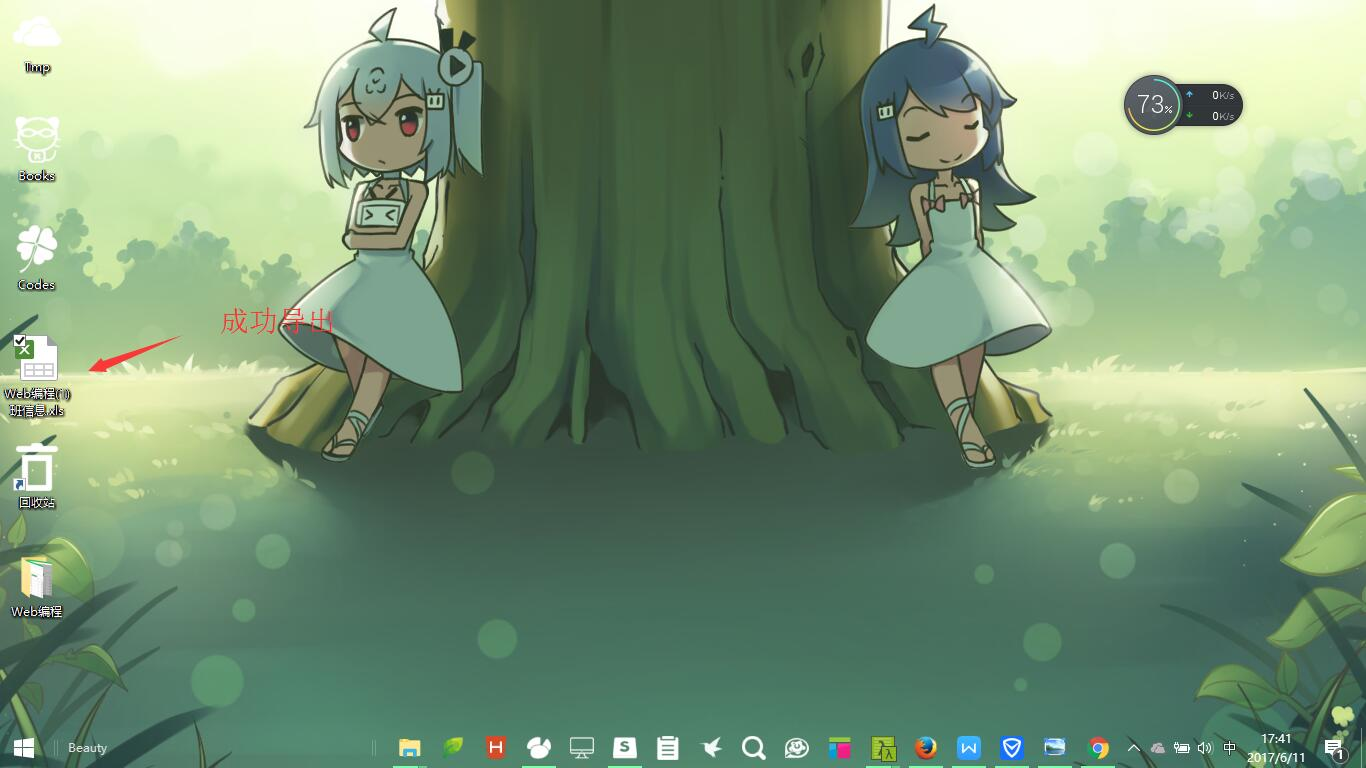 Tmp
Books
Codes
成功导出
Web编程(1)
班信息.xls
回收站
Web编程
73%
0K/s
0K/s
Beauty
H
S
W
中
17:41
2017/6/11
1